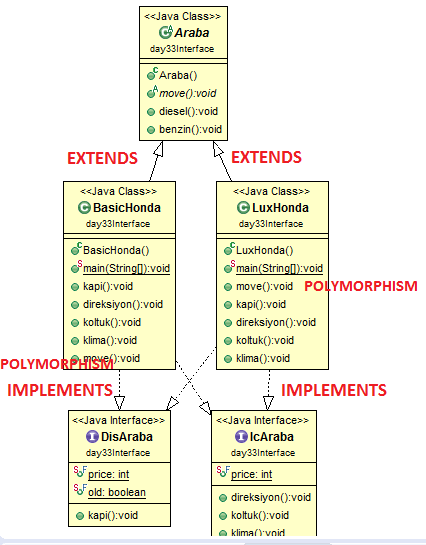 <<Java Class>>
Araba
day33Interface
Araba()
move():void
diesel():void
benzin():void
EXTENDS
EXTENDS
<<Java Class>>
BasicHonda
day33Interface
BasicHonda()
main(String[]):void
kapi():void
direksiyon():void
koltuk():void
klima():void
move():void
<<Java Class>>
LuxHonda
day33Interface
LuxHonda()
main(String[]):void
move():void
kapi():void
direksiyon():void
koltuk():void
klima():void
POLYMORPHISM
POLYMORPHISM
IMPLEMENTS
IMPLEMENTS
<<Java Interface>>
DisAraba
day33Interface
price: int
old: boolean
kapi():void
<<Java Interface>>
IcAraba
day33Interface
price: int
direksiyon():void
koltuk():void
klima():void